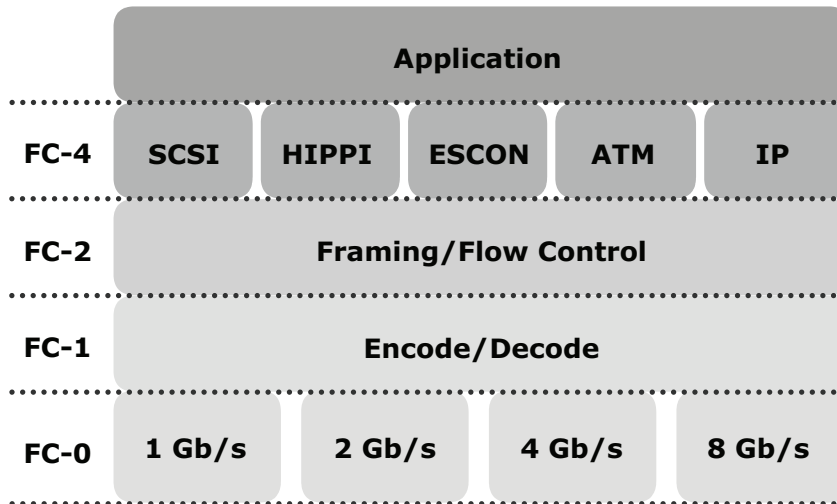 Application
FC-4 SCSI HIPPI ESCON ATM IP
FC-2 Framing/Flow Control
FC-1 Encode/Decode
FC-0 1 Gb/s 2 Gb/s 4 Gb/s 8 Gb/s